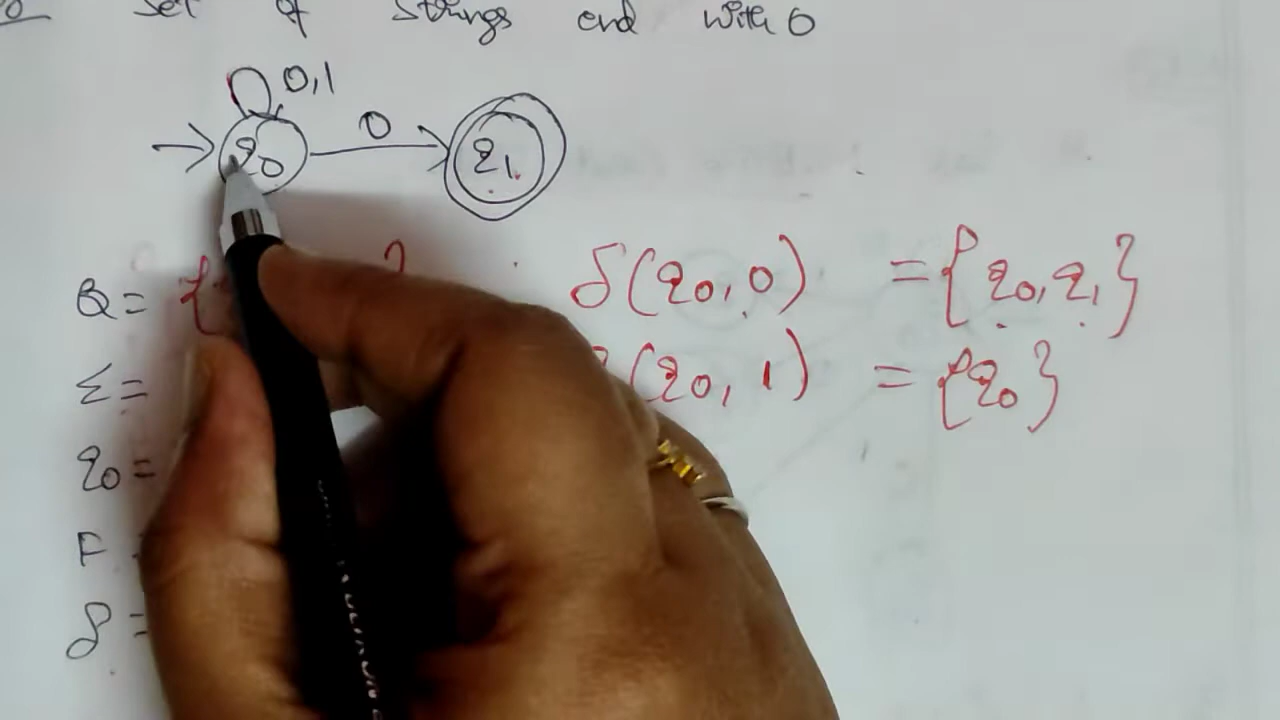 Set of strings end with 0
0,1
0
q0 q1
Q = { } δ(q0, 0) = {q0, q1}
Σ = (q0, 1) = {q0}
q0 =
F
δ =